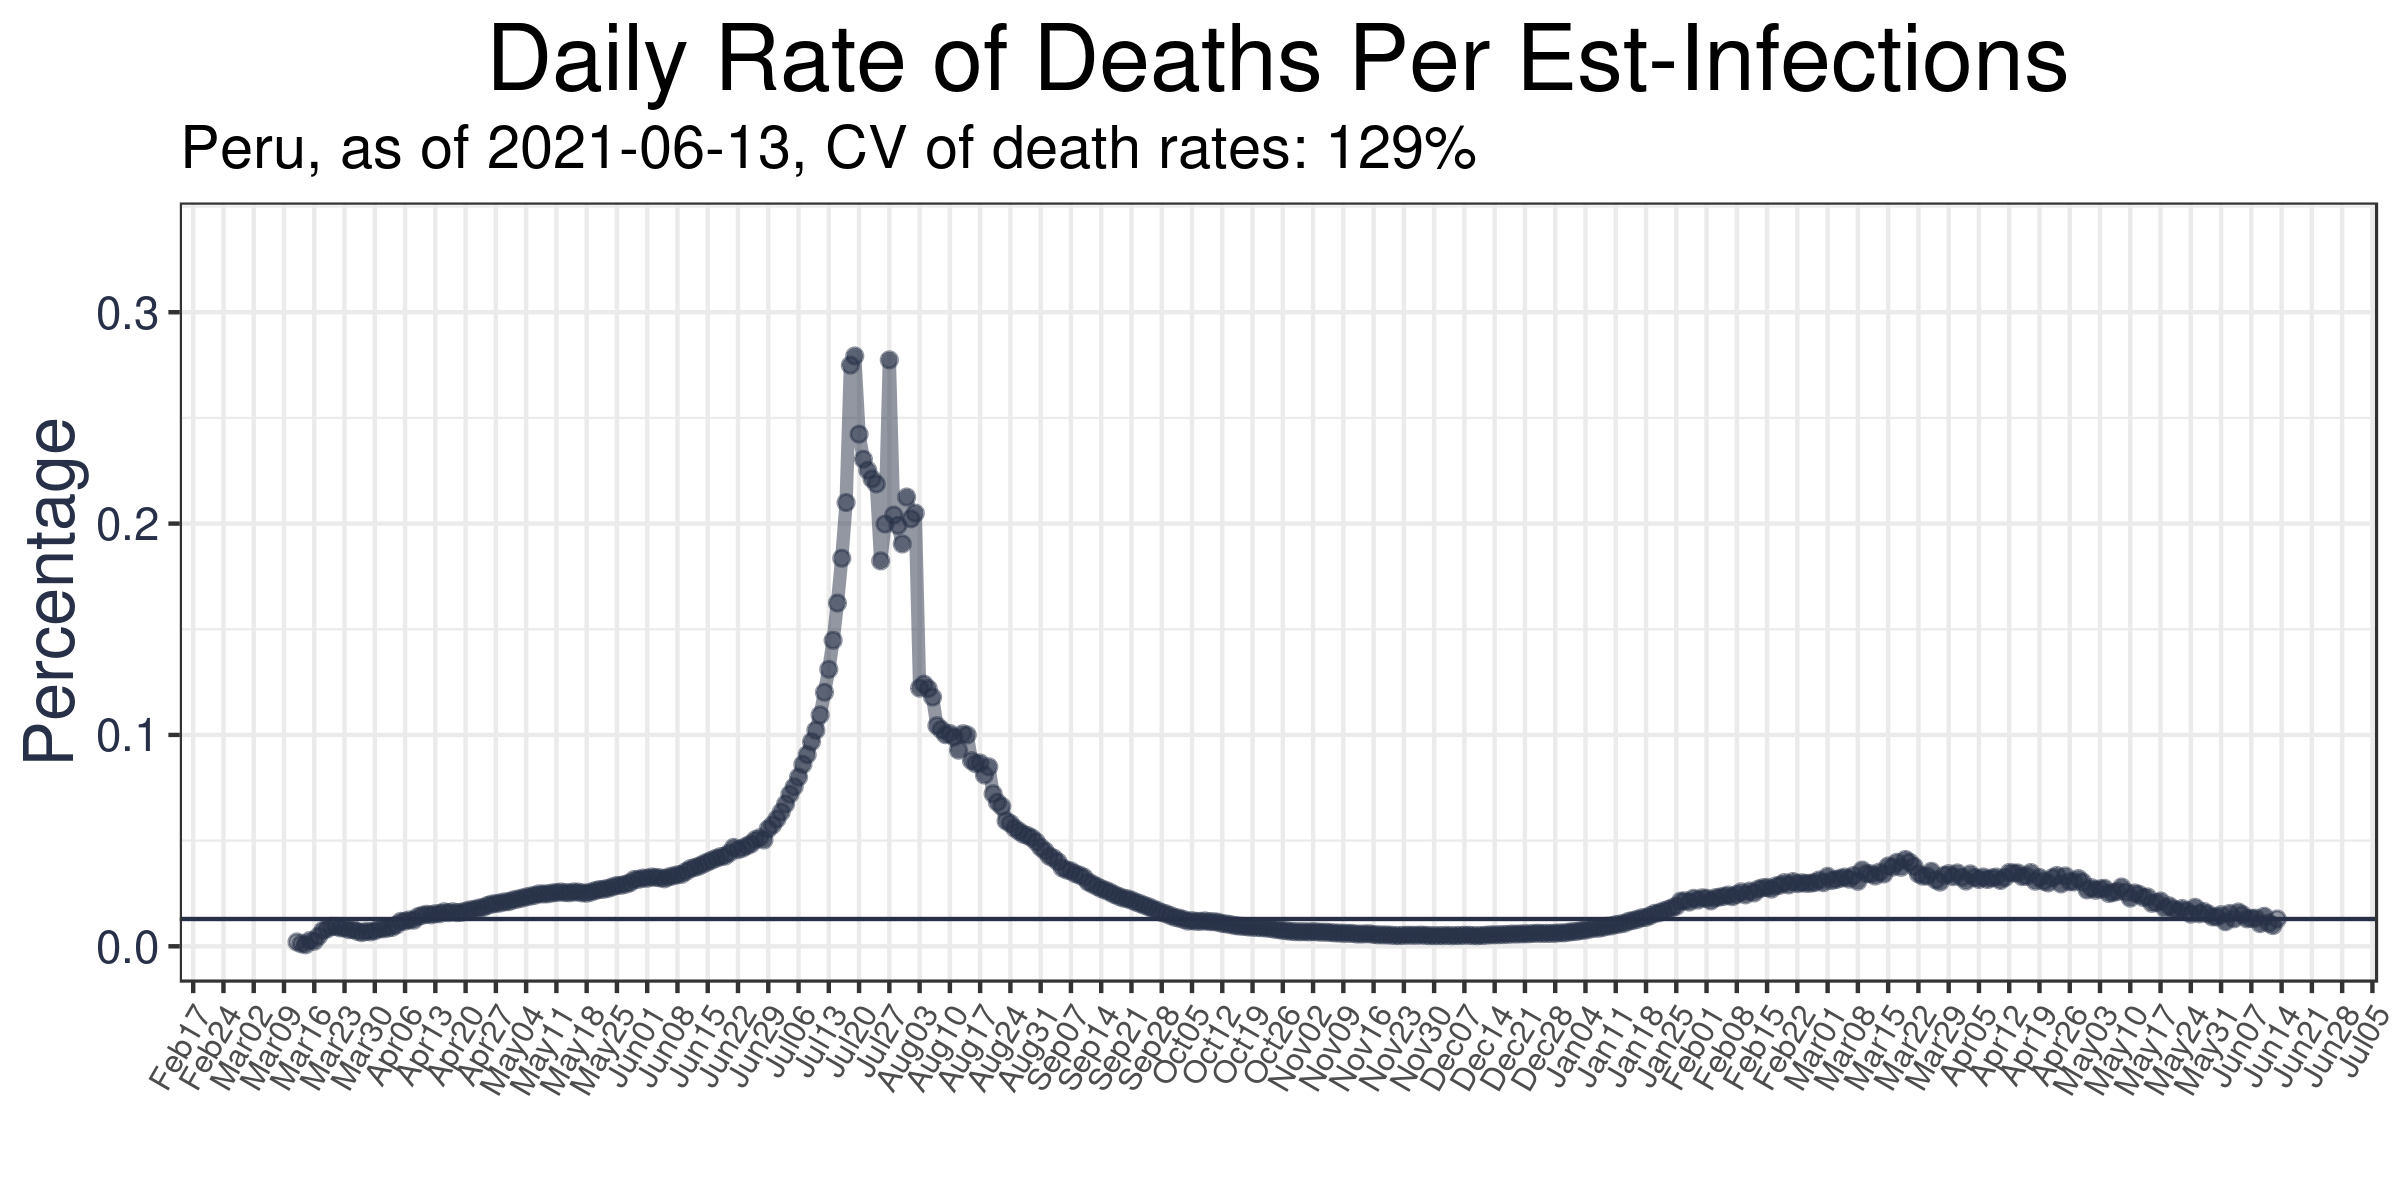 Daily Rate of Deaths Per Est-Infections
Peru, as of 2021-06-13, CV of death rates: 129%
Percentage
0.3
0.2
0.1
0.0
Feb17
Feb24
Mar02
Mar09
Mar16
Mar23
Mar30
Apr06
Apr13
Apr20
Apr27
May04
May11
May18
May25
Jun01
Jun08
Jun15
Jun22
Jun29
Jul06
Jul13
Jul20
Jul27
Aug03
Aug10
Aug17
Aug24
Aug31
Sep07
Sep14
Sep21
Sep28
Oct05
Oct12
Oct19
Oct26
Nov02
Nov09
Nov16
Nov23
Nov30
Dec07
Dec14
Dec21
Dec28
Jan04
Jan11
Jan18
Jan25
Feb01
Feb08
Feb15
Feb22
Mar01
Mar08
Mar15
Mar22
Mar29
Apr05
Apr12
Apr19
Apr26
May03
May10
May17
May24
May31
Jun07
Jun14
Jun21
Jun28
Jul05